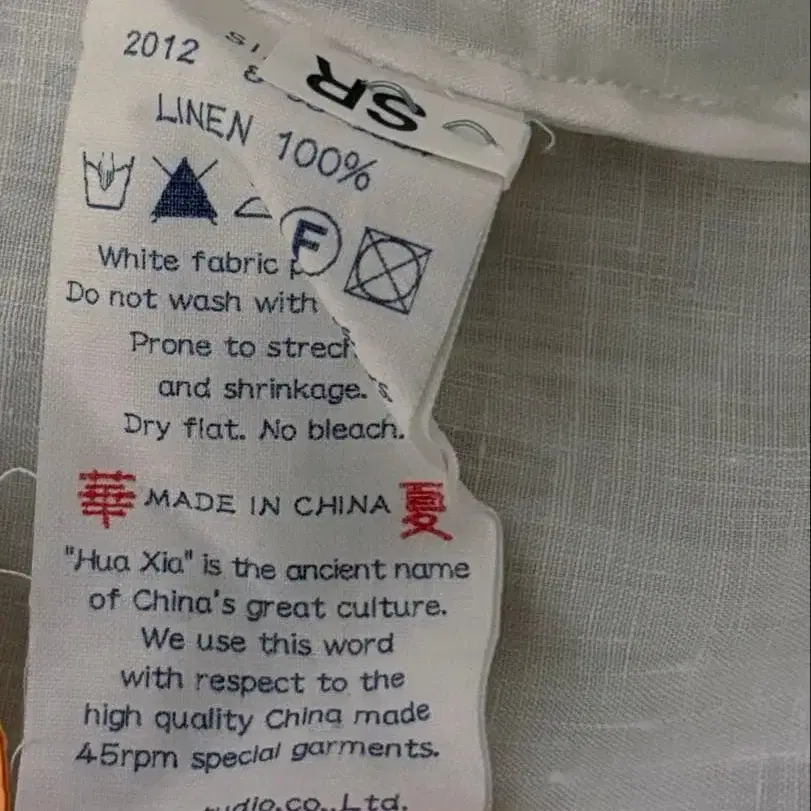 2012
SR
LINEN 100%
F
White fabric
Do not wash with
Prone to
and shrinkage.
Dry flat. No bleach.
華 MADE IN CHINA 夏
"Hua Xia" is the ancient name
of China's great culture.
We use this word
with respect to the
high quality China made
45rpm special garments.
co.,Ltd.